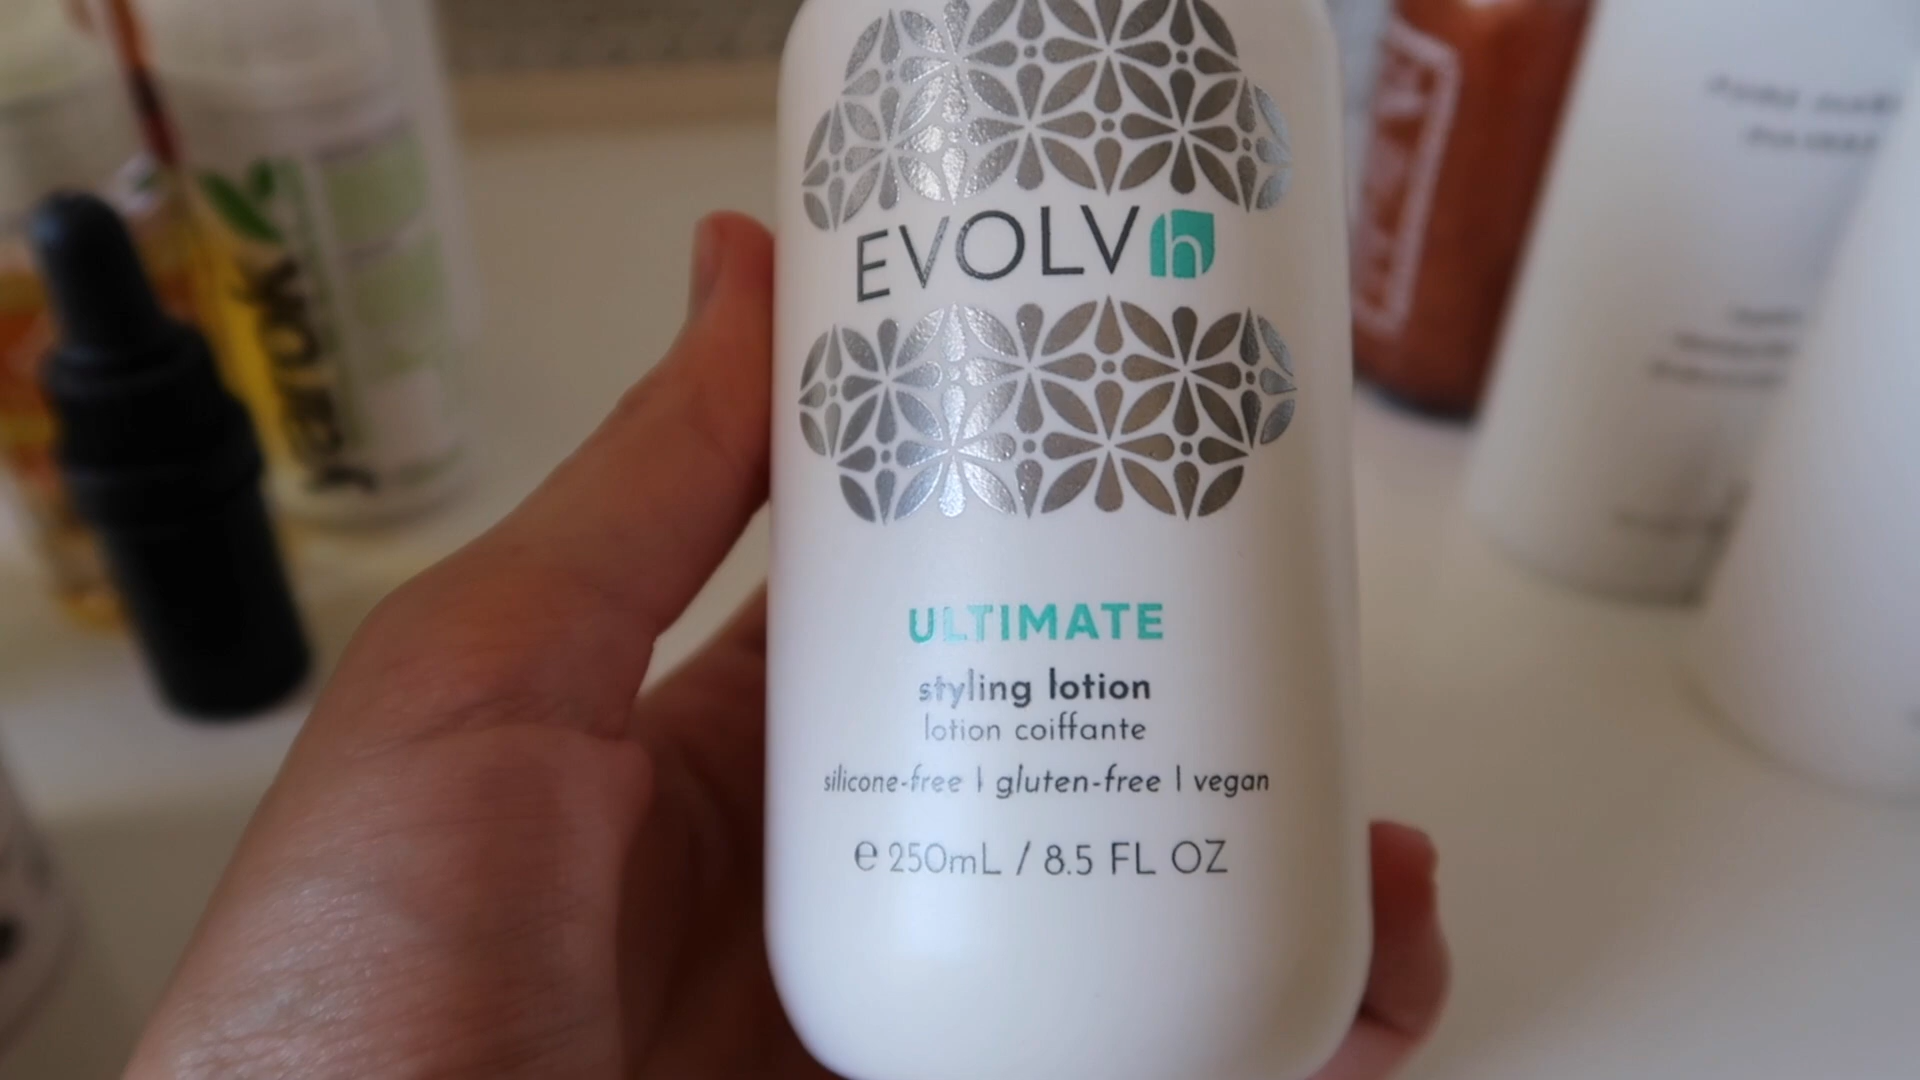 EVOLVh
ULTIMATE
styling lotion
lotion coiffante
silicone-free | gluten-free | vegan
℮ 250mL / 8.5 FL OZ